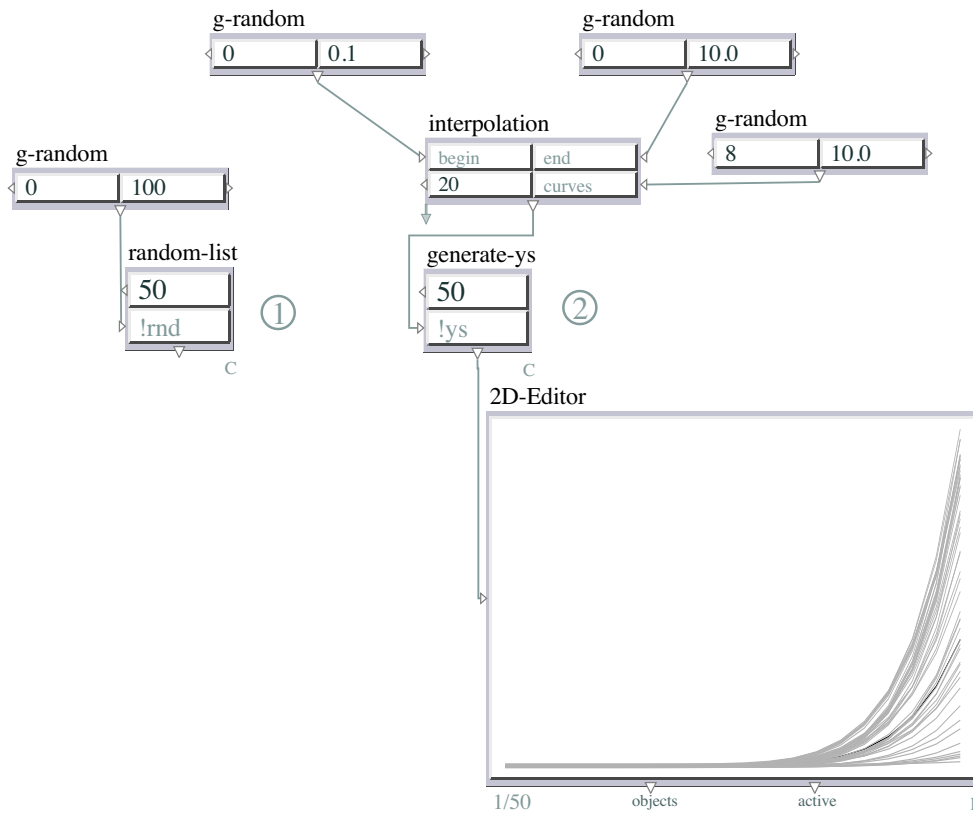 g-random
0 0.1
g-random
0 10.0
interpolation
begin end
20 curves
g-random
8 10.0
g-random
0 100
random-list
50
!rnd
C
1
generate-ys
50
!ys
C
2
2D-Editor
1/50 objects active